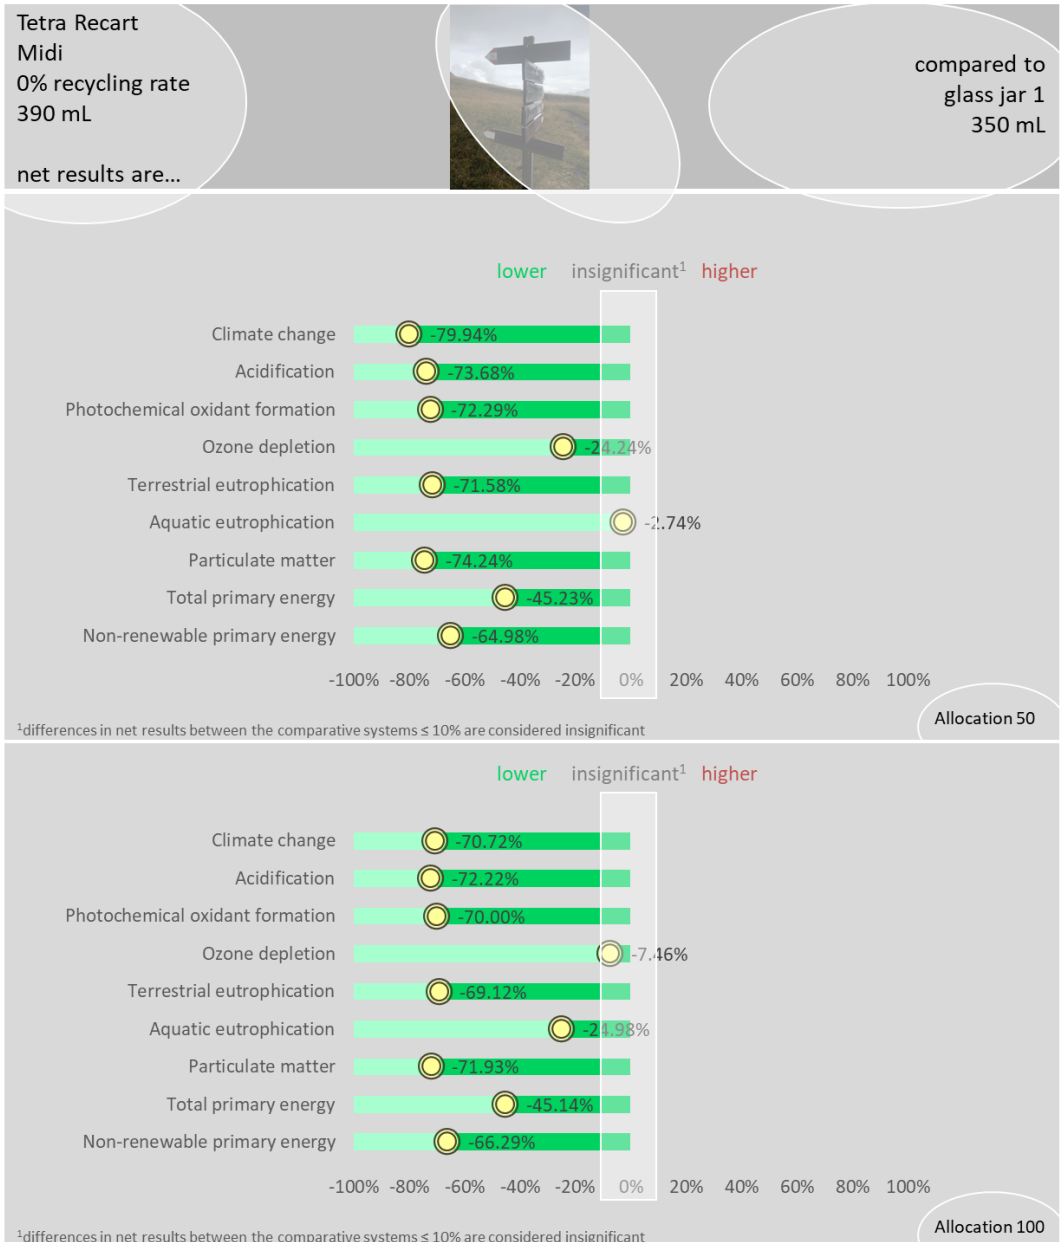 Tetra Recart
Midi
0% recycling rate
390 mL
net results are...
compared to
glass jar 1
350 mL
lower insignificant¹ higher
Climate change -79.94%
Acidification -73.68%
Photochemical oxidant formation -72.29%
Ozone depletion -24.24%
Terrestrial eutrophication -71.58%
Aquatic eutrophication -2.74%
Particulate matter -74.24%
Total primary energy -45.23%
Non-renewable primary energy -64.98%
-100% -80% -60% -40% -20% 0% 20% 40% 60% 80% 100%
¹differences in net results between the comparative systems ≤ 10% are considered insignificant
Allocation 50
lower insignificant¹ higher
Climate change -70.72%
Acidification -72.22%
Photochemical oxidant formation -70.00%
Ozone depletion -7.46%
Terrestrial eutrophication -69.12%
Aquatic eutrophication -24.98%
Particulate matter -71.93%
Total primary energy -45.14%
Non-renewable primary energy -66.29%
-100% -80% -60% -40% -20% 0% 20% 40% 60% 80% 100%
¹differences in net results between the comparative systems ≤ 10% are considered insignificant
Allocation 100